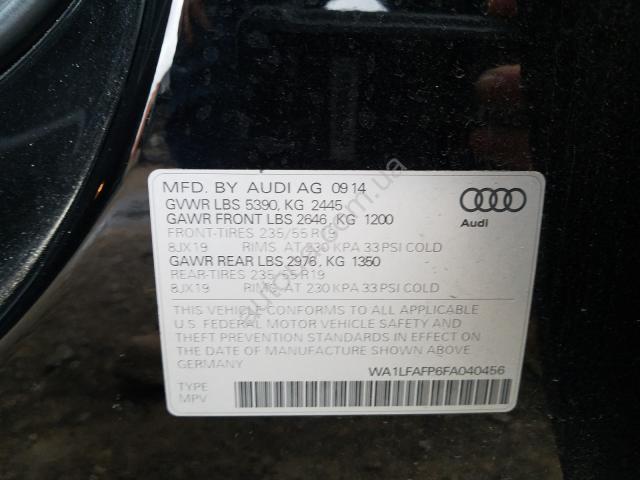 MFD. BY AUDI AG 09 14
GVWR LBS 5390, KG 2445
GAWR FRONT LBS 2646, KG 1200
FRONT-TIRES 235/55 R19
8JX19 RIMS AT 230 KPA 33 PSI COLD
GAWR REAR LBS 2976, KG 1350
REAR-TIRES 235/55 R19
8JX19 RIMS AT 230 KPA 33 PSI COLD
THIS VEHICLE CONFORMS TO ALL APPLICABLE
U.S. FEDERAL MOTOR VEHICLE SAFETY AND
THEFT PREVENTION STANDARDS IN EFFECT ON
THE DATE OF MANUFACTURE SHOWN ABOVE
GERMANY
WA1LFAFP6FA040456
TYPE
MPV
Audi